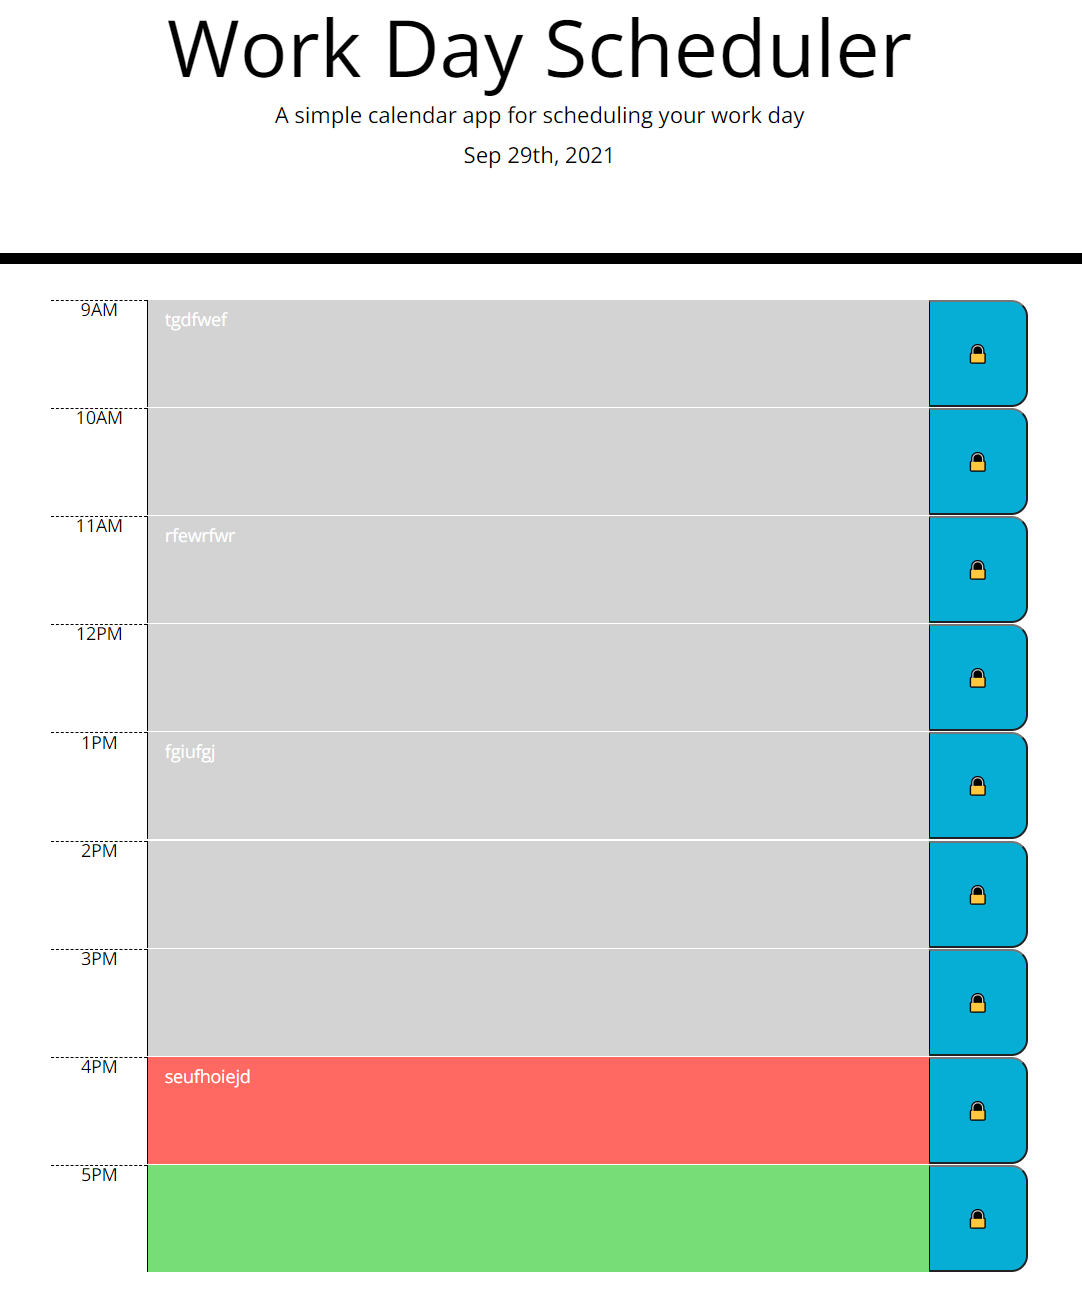 Work Day Scheduler
A simple calendar app for scheduling your work day
Sep 29th, 2021
9AM
tgdfwef
10AM
11AM
rfewrfwr
12PM
1PM
fgiufgj
2PM
3PM
4PM
seufhoiejd
5PM